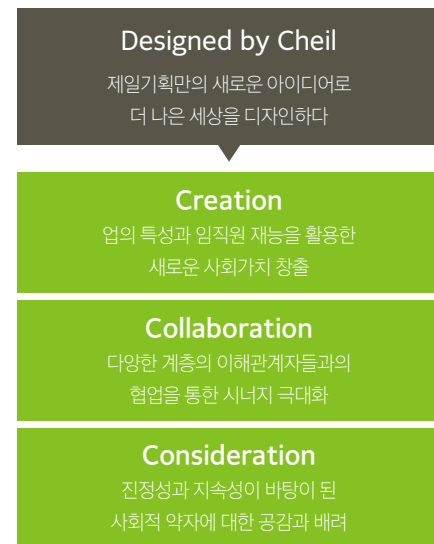 Designed by Cheil
제일기획만의 새로운 아이디어로
더 나은 세상을 디자인하다
Creation
업의 특성과 임직원 재능을 활용한
새로운 사회가치 창출
Collaboration
다양한 계층의 이해관계자들과의
협업을 통한 시너지 극대화
Consideration
진정성과 지속성이 바탕이 된
사회적 약자에 대한 공감과 배려